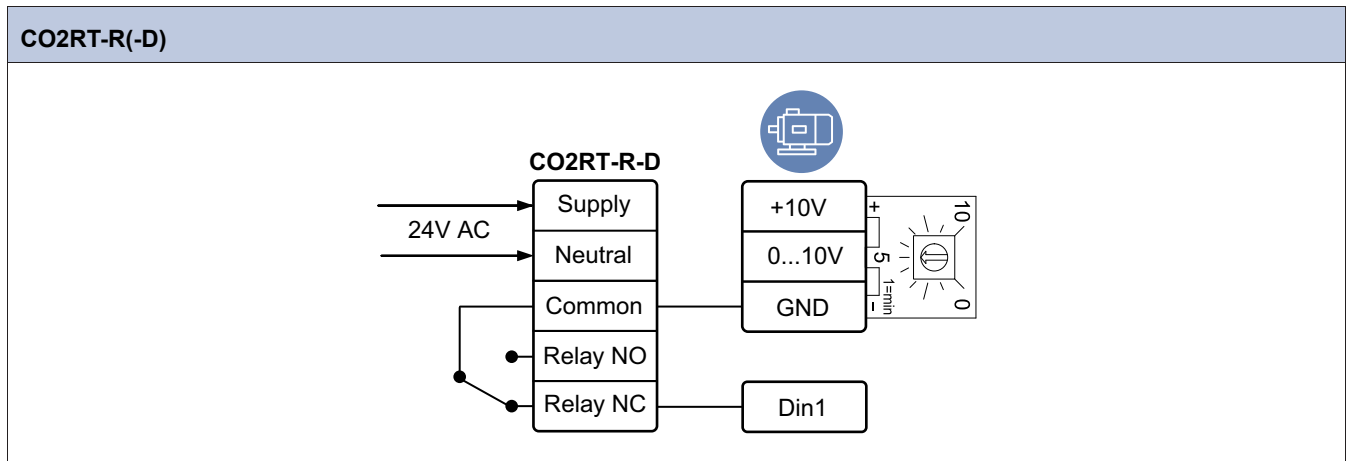 CO2RT-R(-D)
CO2RT-R-D
24V AC
Supply
Neutral
Common
Relay NO
Relay NC
+10V
0...10V
GND
Din1
+
-
10
5
1=min
0